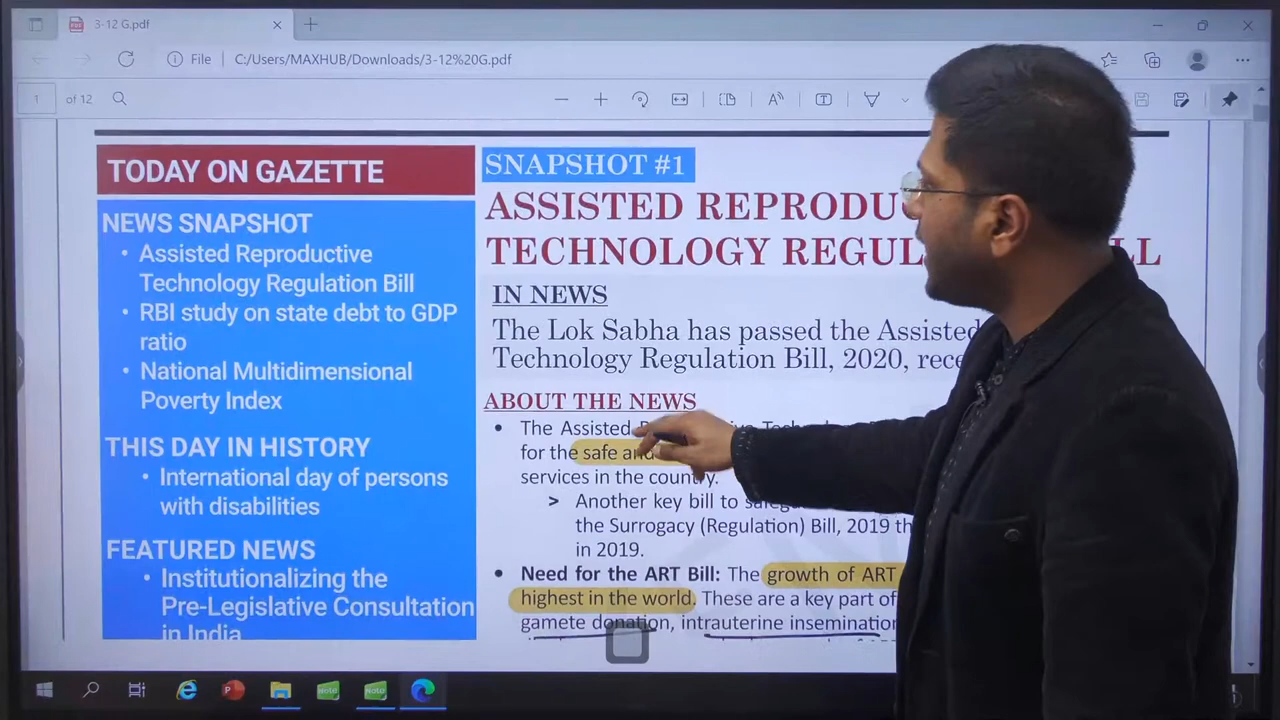 3-12 G.pdf
File
C:/Users/MAXHUB/Downloads/3-12%20G.pdf
1 of 12
TODAY ON GAZETTE
NEWS SNAPSHOT
• Assisted Reproductive
Technology Regulation Bill
• RBI study on state debt to GDP
ratio
• National Multidimensional
Poverty Index
THIS DAY IN HISTORY
• International day of persons
with disabilities
FEATURED NEWS
• Institutionalizing the
Pre-Legislative Consultation
in India
SNAPSHOT #1
ASSISTED
TECHNOLOGY
IN NEWS
The Lok Sabha has passed the Assisted
Technology Regulation Bill, 2020,
ABOUT THE NEWS
• The Assisted
for the safe and
services in the country.
> Another key bill to
the Surrogacy (Regulation) Bill, 2019
in 2019.
• Need for the ART Bill: The growth of ART
highest in the world. These are a key part of
gamete donation, intrauterine